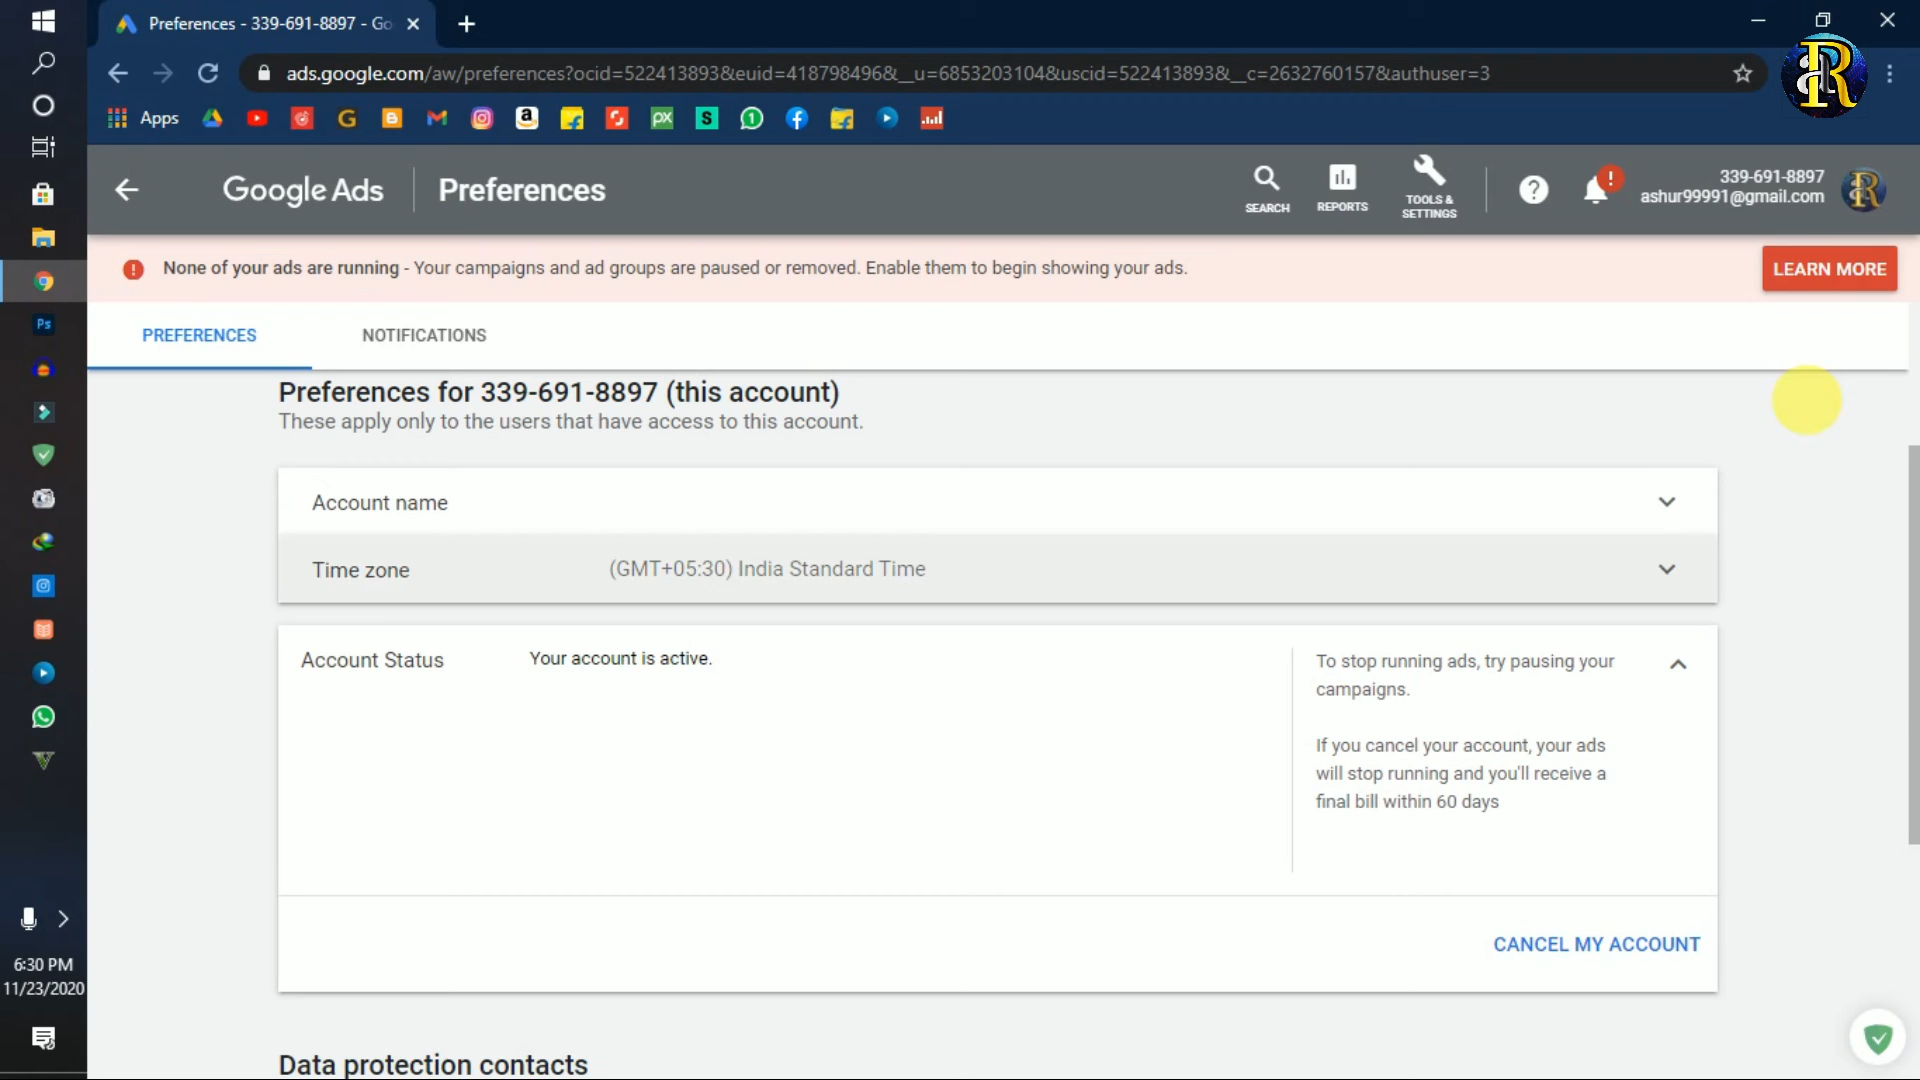 Preferences - 339-691-8897 - Go
ads.google.com/aw/preferences?ocid=522413893&euid=418798496&__u=6853203104&uscid=522413893&__c=2632760157&authuser=3
Apps
Google Ads
Preferences
SEARCH
REPORTS
TOOLS &
SETTINGS
339-691-8897
ashur99991@gmail.com
None of your ads are running - Your campaigns and ad groups are paused or removed. Enable them to begin showing your ads.
LEARN MORE
PREFERENCES
NOTIFICATIONS
Preferences for 339-691-8897 (this account)
These apply only to the users that have access to this account.
Account name
Time zone
(GMT+05:30) India Standard Time
Account Status
Your account is active.
To stop running ads, try pausing your
campaigns.
If you cancel your account, your ads
will stop running and you'll receive a
final bill within 60 days
CANCEL MY ACCOUNT
Data protection contacts
Ps
6:30 PM
11/23/2020